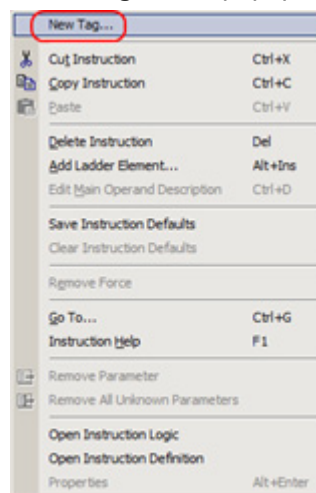 New Tag...
Cut Instruction Ctrl+X
Copy Instruction Ctrl+C
Paste Ctrl+V
Delete Instruction Del
Add Ladder Element... Alt+Ins
Edit Main Operand Description Ctrl+D
Save Instruction Defaults
Clear Instruction Defaults
Remove Force
Go To... Ctrl+G
Instruction Help F1
Remove Parameter
Remove All Unknown Parameters
Open Instruction Logic
Open Instruction Definition
Properties Alt+Enter